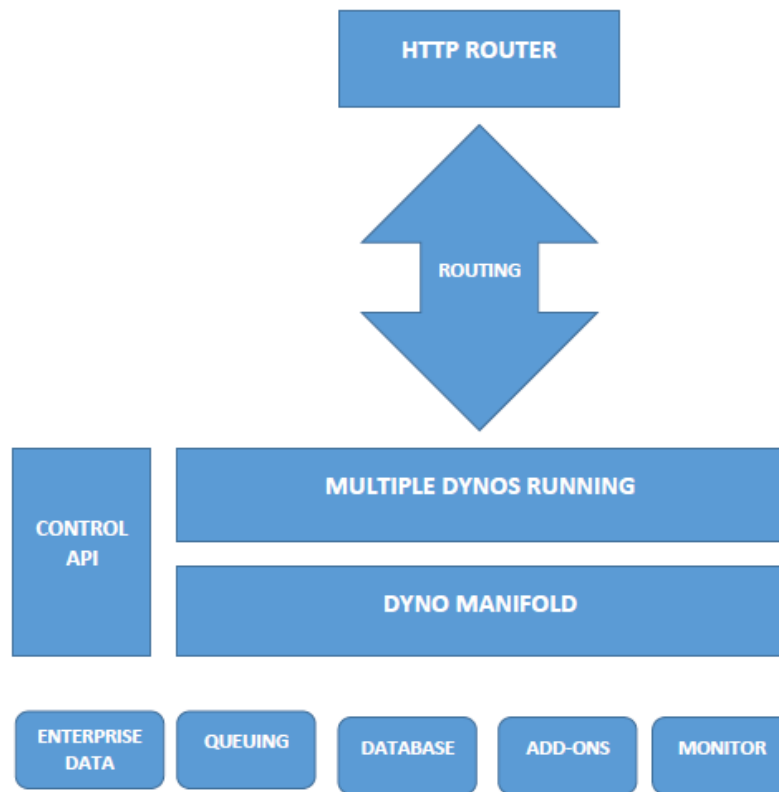 HTTP ROUTER
ROUTING
MULTIPLE DYNOS RUNNING
CONTROL
API
DYNO MANIFOLD
ENTERPRISE
DATA
QUEUING
DATABASE
ADD-ONS
MONITOR